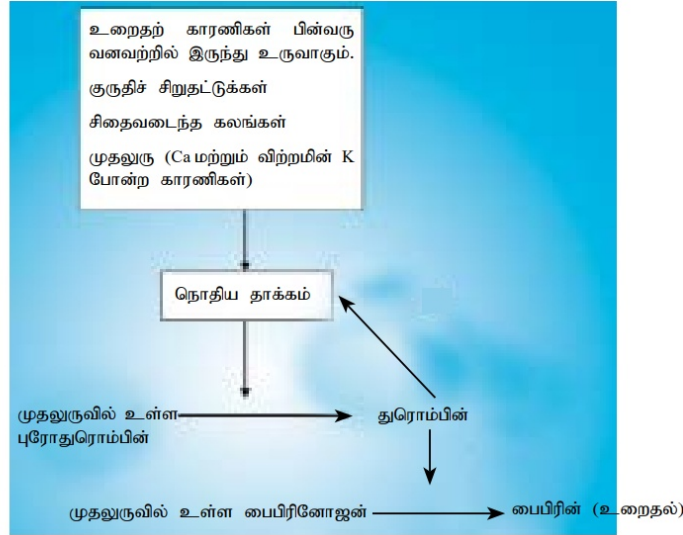 உறைதற் காரணிகள் பின்வரு
வனவற்றில் இருந்து உருவாகும்.
குருதிச் சிறுதட்டுக்கள்
சிதைவடைந்த கலங்கள்
முதலுரு (Ca மற்றும் விற்றமின் K
போன்ற காரணிகள்)
நொதிய தாக்கம்
முதலுருவில் உள்ள
புரோதுரொம்பின்
துரொம்பின்
முதலுருவில் உள்ள பைபிரினோஜன்
பைபிரின் (உறைதல்)